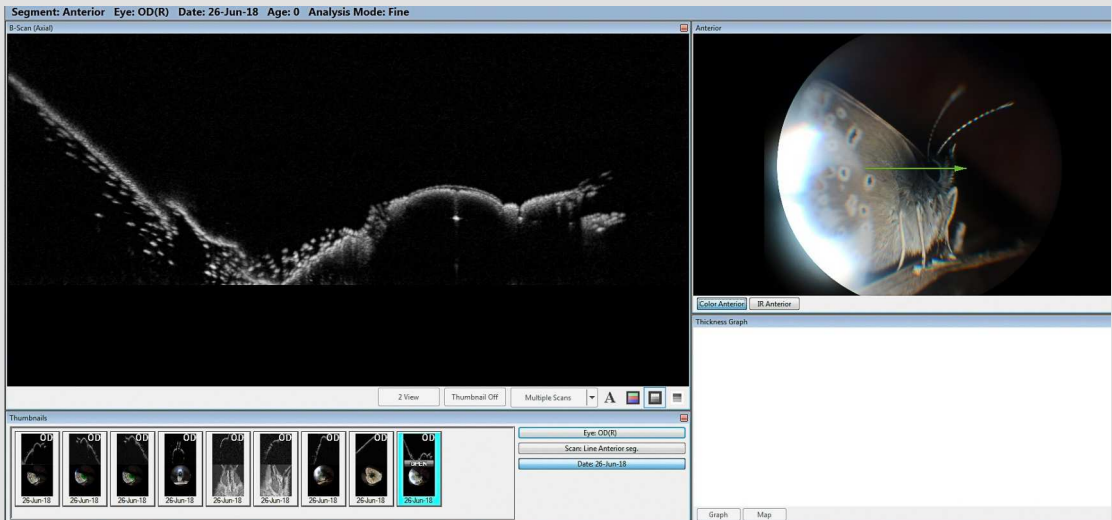 Segment: Anterior Eye: OD(R) Date: 26-Jun-18 Age: 0 Analysis Mode: Fine
B-Scan (Axial)
Anterior
Color Anterior IR Anterior
Thickness Graph
2 View Thumbnail Off Multiple Scans A
Thumbnails
OD OD OD OD OD OD OD OD OD
OPEN
26-Jun-18 26-Jun-18 26-Jun-18 26-Jun-18 26-Jun-18 26-Jun-18 26-Jun-18 26-Jun-18 26-Jun-18
Eye: OD(R)
Scan: Line Anterior seg.
Date: 26-Jun-18
Graph Map